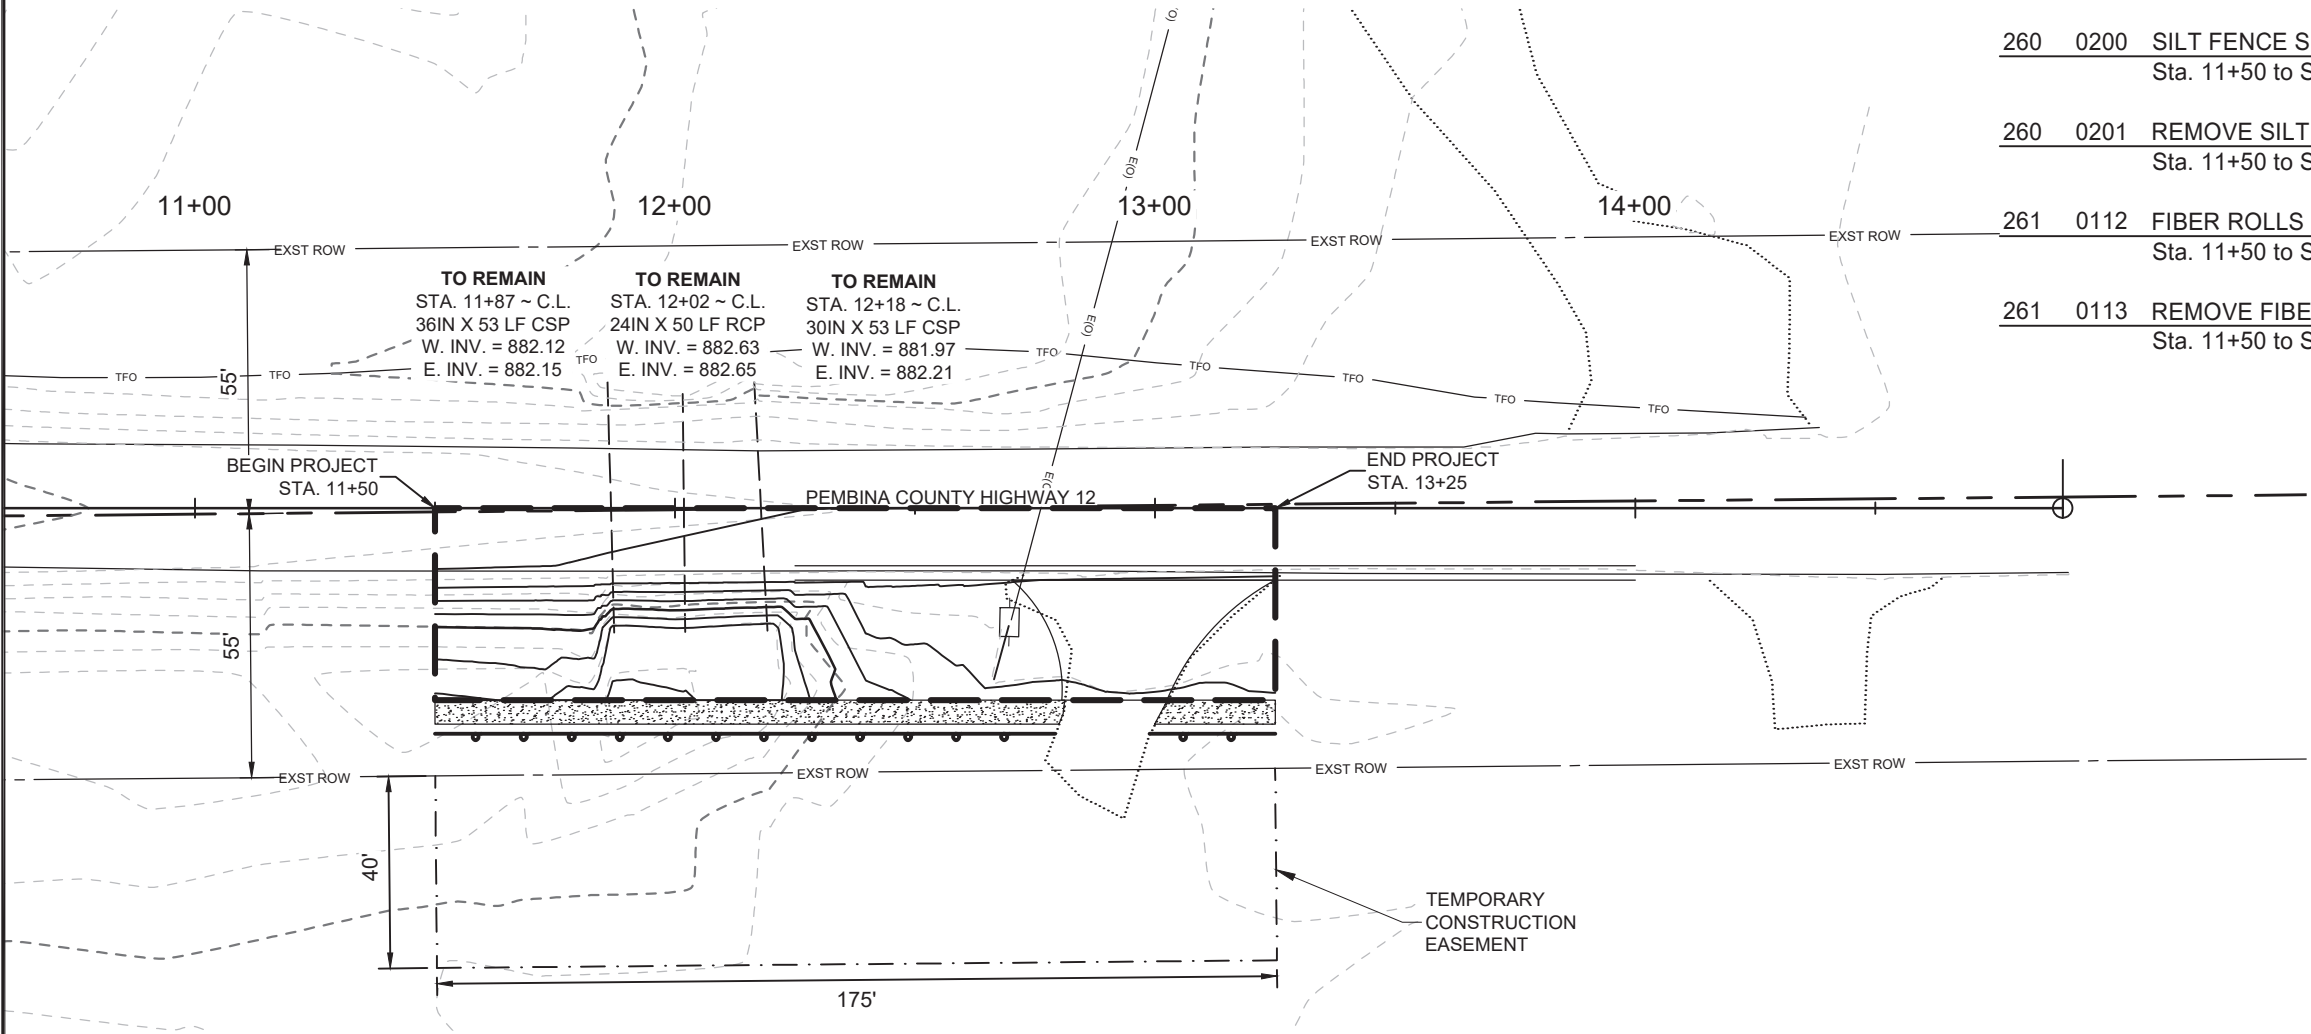 260 0200 SILT FENCE S
Sta. 11+50 to S
260 0201 REMOVE SILT
Sta. 11+50 to S
261 0112 FIBER ROLLS
Sta. 11+50 to S
261 0113 REMOVE FIBE
Sta. 11+50 to S
E(O)
E(O)
11+00
12+00
13+00
14+00
EXST ROW
EXST ROW
EXST ROW
EXST ROW
TO REMAIN
STA. 11+87 ~ C.L.
36IN X 53 LF CSP
W. INV. = 882.12
E. INV. = 882.15
TO REMAIN
STA. 12+02 ~ C.L.
24IN X 50 LF RCP
W. INV. = 882.63
E. INV. = 882.65
TO REMAIN
STA. 12+18 ~ C.L.
30IN X 53 LF CSP
W. INV. = 881.97
E. INV. = 882.21
E(O)
TFO
TFO
TFO
TFO
TFO
TFO
TFO
TFO
55'
BEGIN PROJECT
STA. 11+50
PEMBINA COUNTY HIGHWAY 12
E(O
END PROJECT
STA. 13+25
55'
EXST ROW
EXST ROW
EXST ROW
EXST ROW
40'
175'
TEMPORARY
CONSTRUCTION
EASEMENT